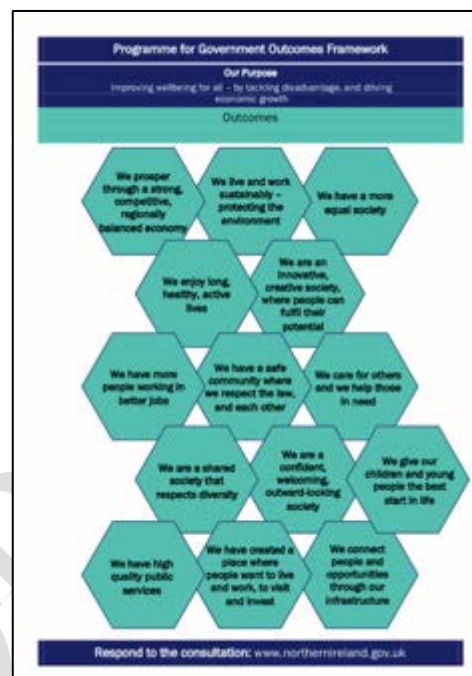 Programme for Government Outcomes Framework
Our Purpose
Improving wellbeing for all – by tackling disadvantage, and driving
economic growth
Outcomes
We prosper
through a strong,
competitive,
regionally
balanced economy
We live and work
sustainably –
protecting the
environment
We have a more
equal society
We enjoy long,
healthy, active
lives
We are an
innovative,
creative society,
where people can
fulfil their
potential
We have more
people working in
better jobs
We have a safe
community where
we respect the law,
and each other
We care for others
and we help those
in need
We are a shared
society that
respects diversity
We are a
confident,
welcoming,
outward-looking
society
We give our
children and young
people the best
start in life
We have high
quality public
services
We have created a
place where
people want to live
and work, to visit
and invest
We connect
people and
opportunities
through our
infrastructure
Respond to the consultation: www.northernireland.gov.uk